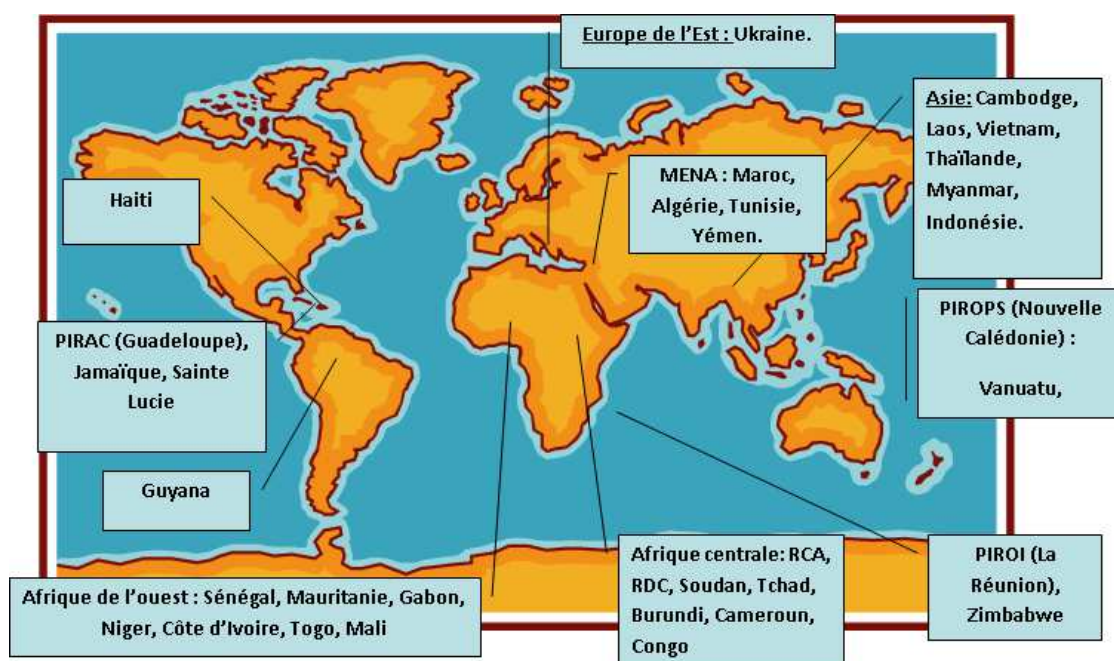 Europe de l'Est : Ukraine.
Asie: Cambodge,
Laos, Vietnam,
Thaïlande,
Myanmar,
Indonésie.
MENA : Maroc,
Algérie, Tunisie,
Yémen.
Haiti
PIROPS (Nouvelle
Calédonie) :
Vanuatu,
PIRAC (Guadeloupe),
Jamaïque, Sainte
Lucie
Guyana
Afrique de l'ouest : Sénégal, Mauritanie, Gabon,
Niger, Côte d'Ivoire, Togo, Mali
Afrique centrale: RCA,
RDC, Soudan, Tchad,
Burundi, Cameroun,
Congo
PIROI (La
Réunion),
Zimbabwe